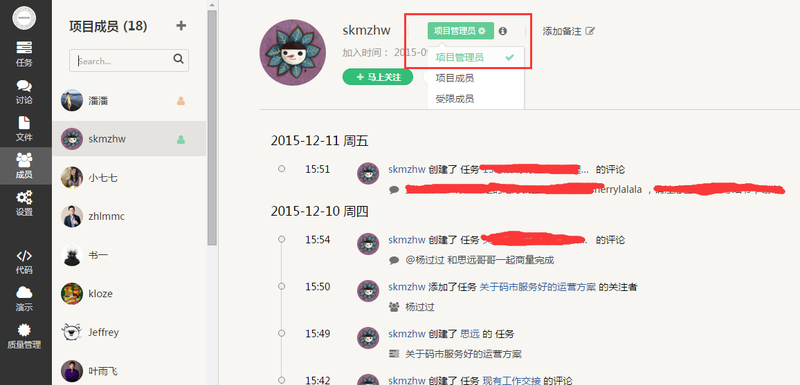 任务
讨论
文件
成员
设置
代码
演示
质量管理
项目成员 (18)
Search...
潘潘
skmzhw
小七七
zhlmmc
书一
kloze
Jeffrey
叶雨飞
skmzhw
项目管理员
添加备注
加入时间： 2015-0
马上关注
项目管理员
项目成员
受限成员
2015-12-11 周五
15:51
skmzhw 创建了 任务 ... 的评论
herrylalala ，
2015-12-10 周四
15:54
skmzhw 创建了 任务 ... 的评论
@杨过过 和思远哥哥一起商量完成
15:50
skmzhw 添加了任务 关于码市服务好的运营方案 的关注者
杨过过
15:49
skmzhw 创建了 思远 的 任务
关于码市服务好的运营方案
15:42
skmzhw 创建了 任务 现有工作交接 的评论